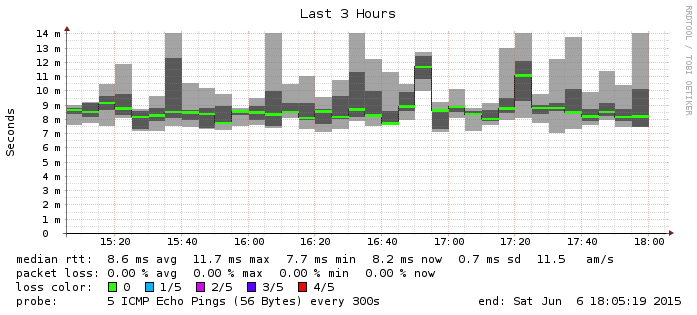 Last 3 Hours
RRDTOOL / TOBI OETIKER
Seconds
14 m
13 m
12 m
11 m
10 m
9 m
8 m
7 m
6 m
5 m
4 m
3 m
2 m
1 m
0
15:20 15:40 16:00 16:20 16:40 17:00 17:20 17:40 18:00
median rtt: 8.6 ms avg 11.7 ms max 7.7 ms min 8.2 ms now 0.7 ms sd 11.5 am/s
packet loss: 0.00 % avg 0.00 % max 0.00 % min 0.00 % now
loss color: 0 1/5 2/5 3/5 4/5
probe: 5 ICMP Echo Pings (56 Bytes) every 300s end: Sat Jun 6 18:05:19 2015